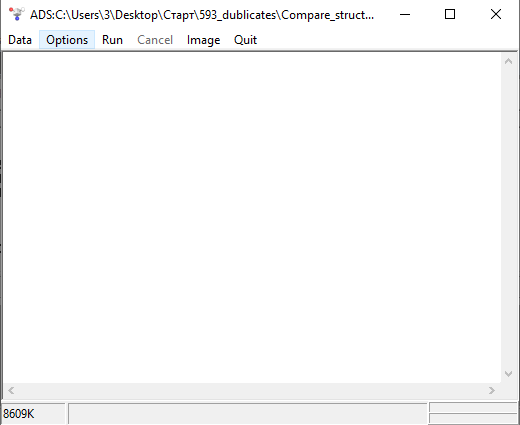 ADS:C:\Users\3\Desktop\Старт\593_dublicates\Compare_struct...
Data Options Run Cancel Image Quit
8609K